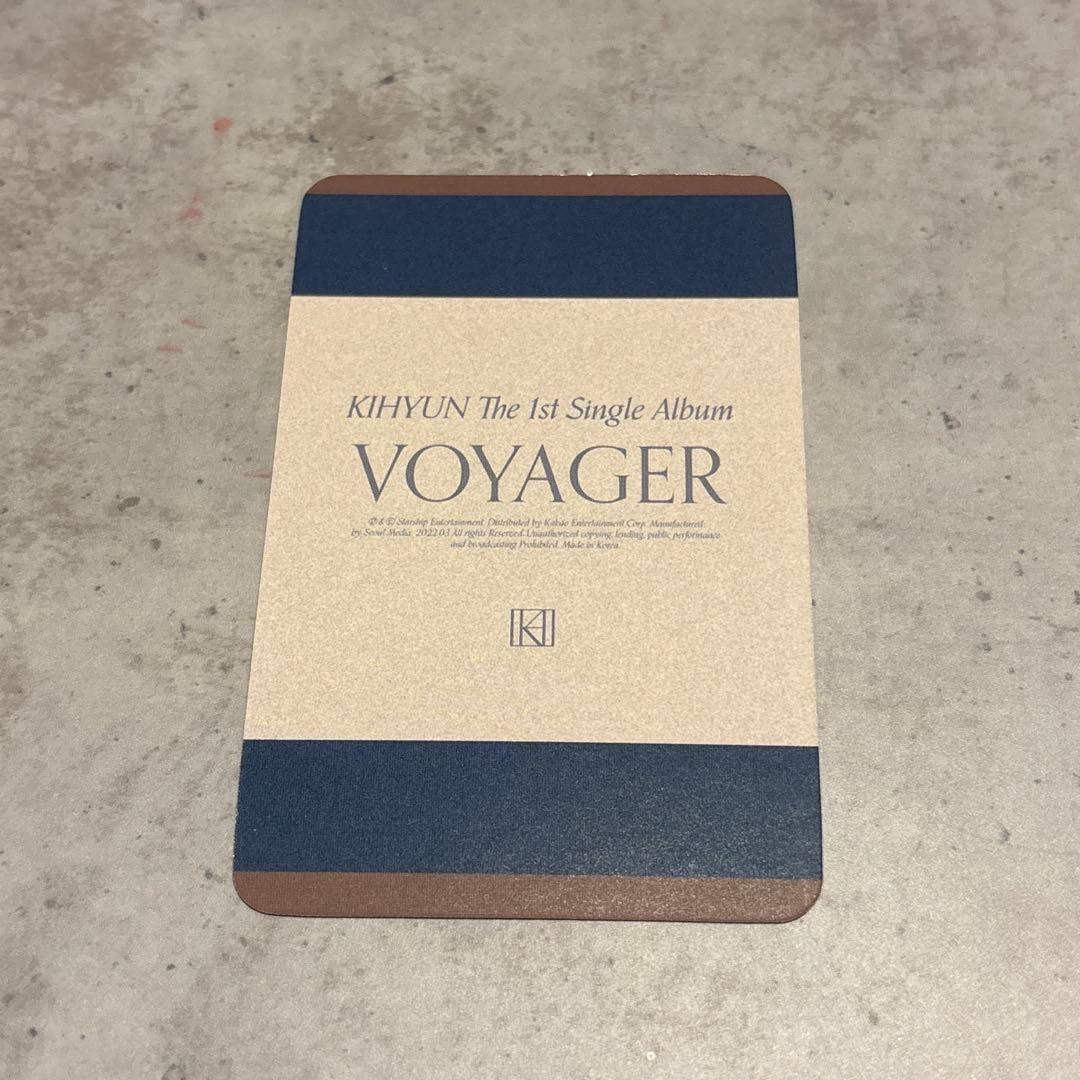 KIHYUN The 1st Single Album
VOYAGER
℗ & © Starship Entertainment. Distributed by Kakao Entertainment Corp. Manufactured
by Seoul Media. 2022.03 All rights Reserved. Unauthorized copying, lending, public performance
and broadcasting Prohibited. Made in Korea.
KH